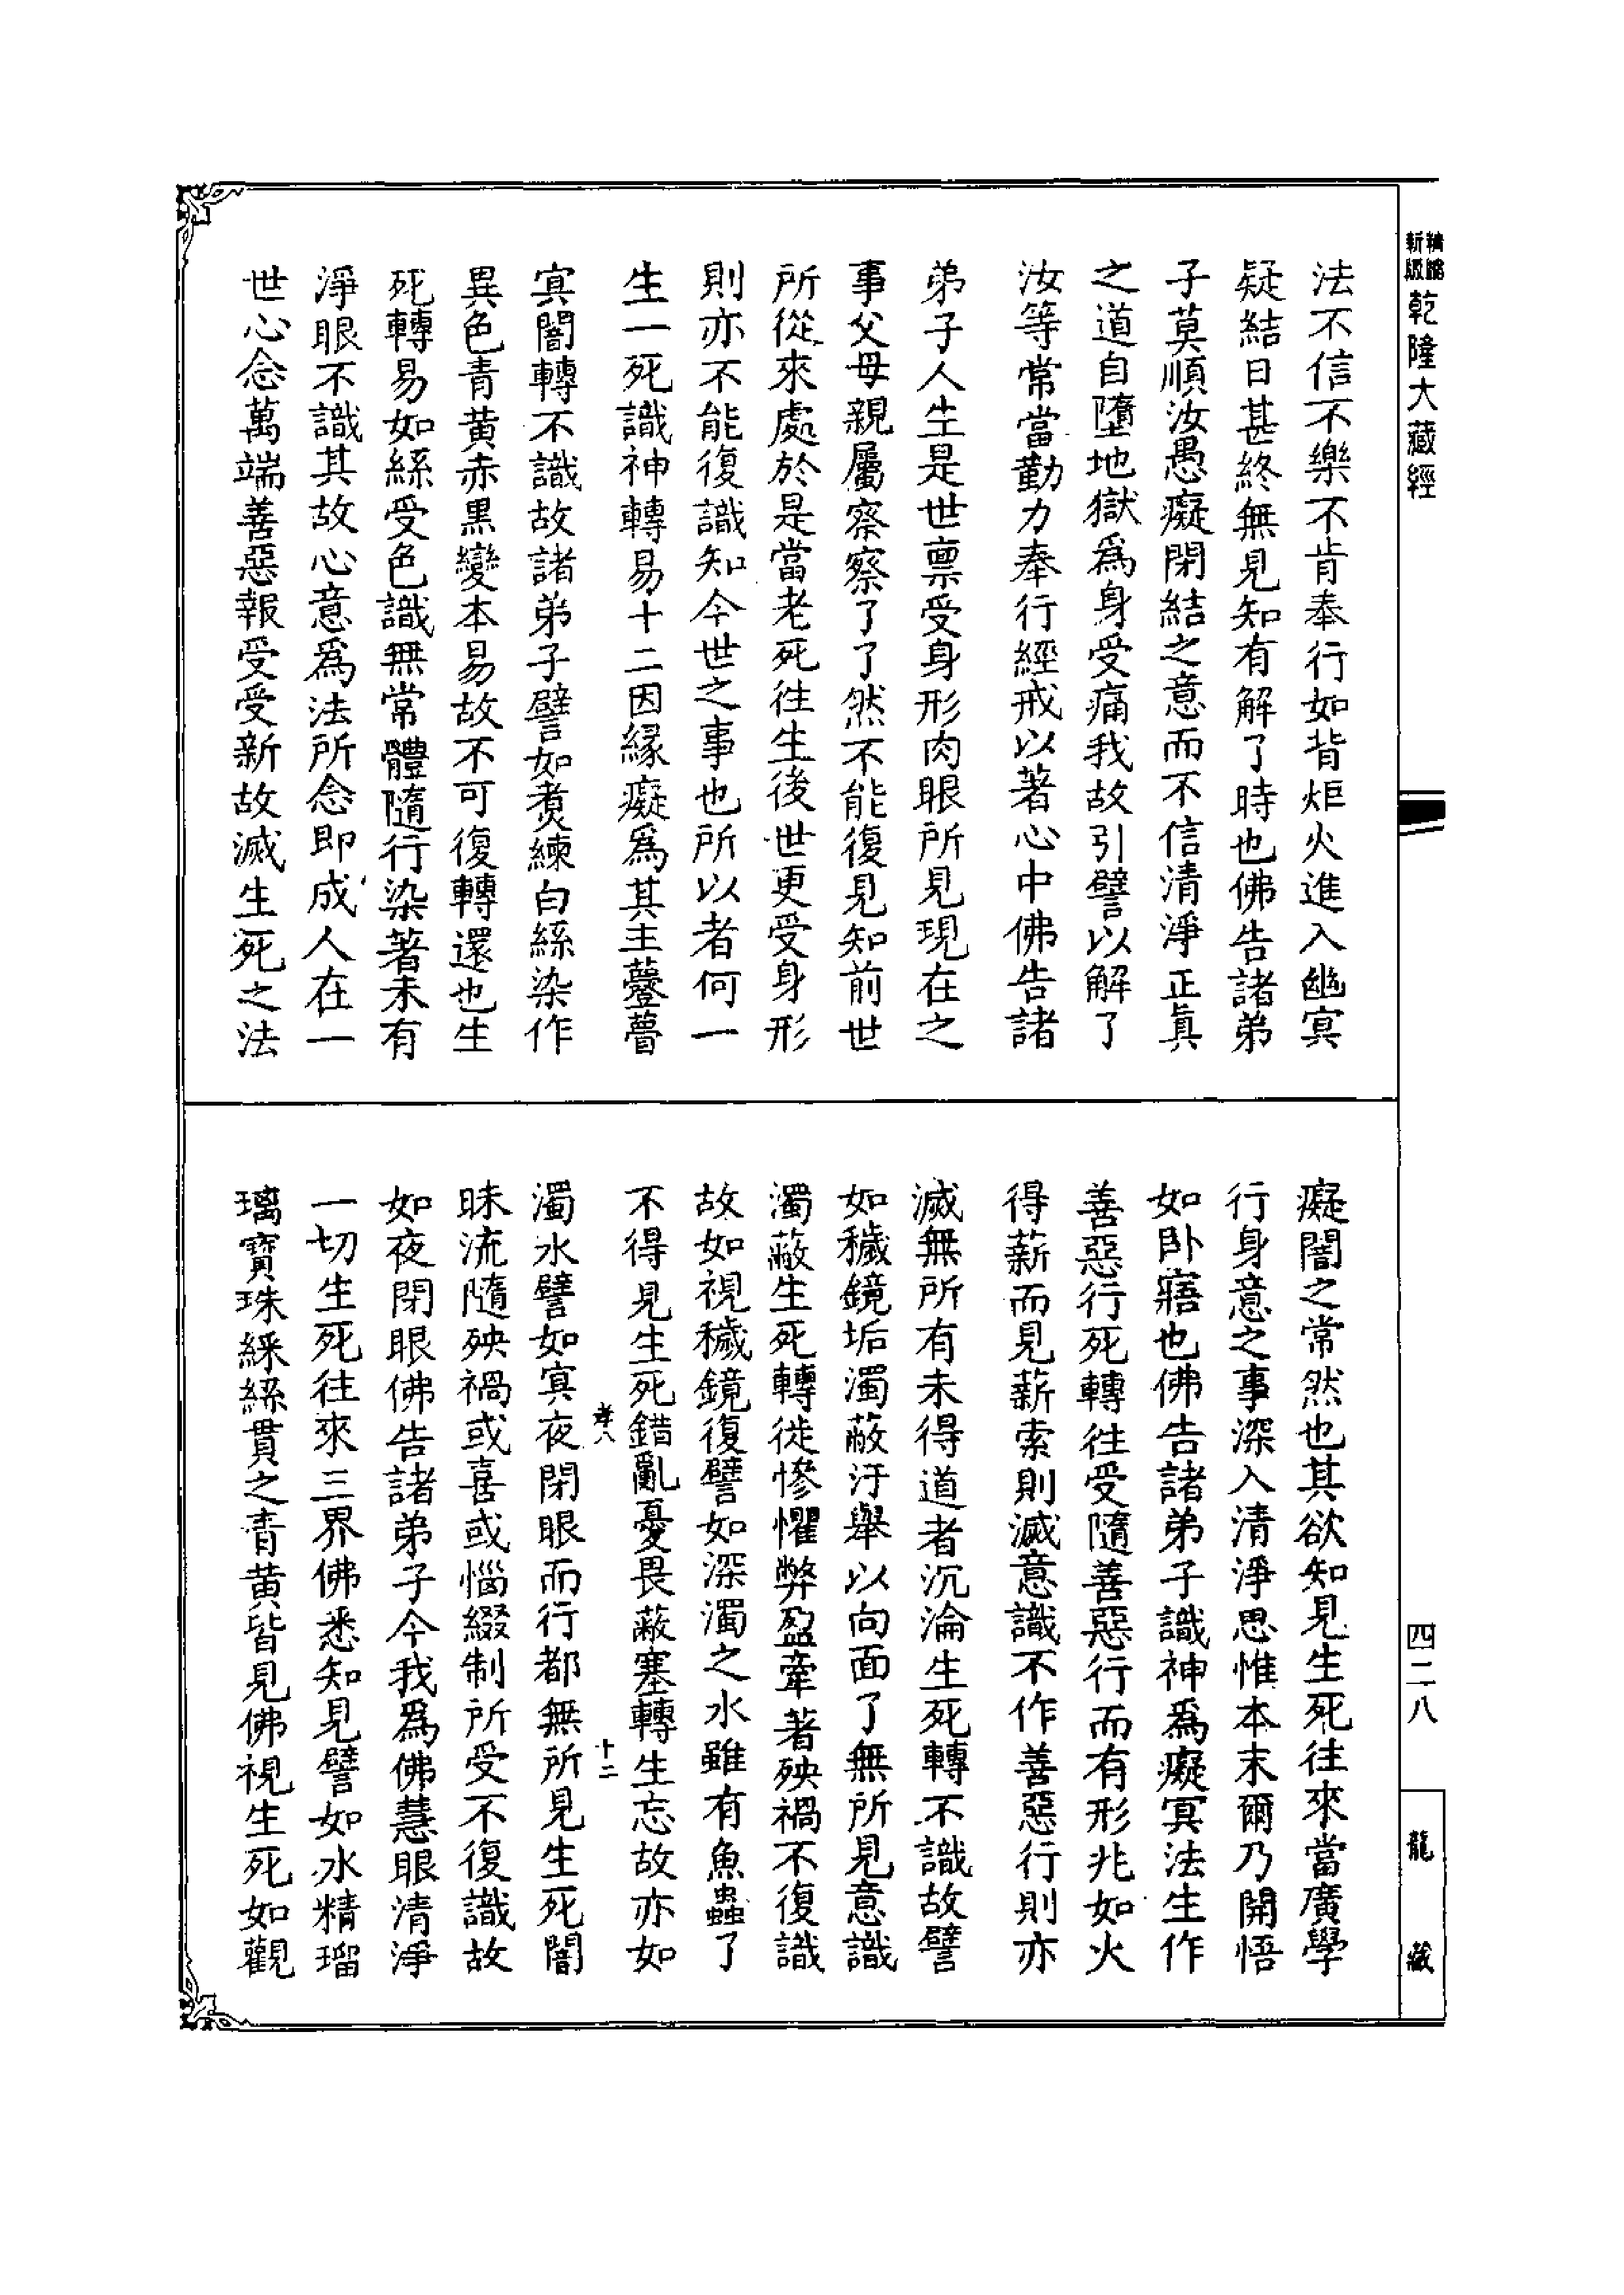 新編縮版乾隆大藏經
法不信不樂不肯奉行如背炬火進入幽冥
疑結日甚終無見知有解了時也佛告諸弟
子莫順汝愚癡閉結之意而不信清淨正眞
之道自墮地獄爲身受痛我故引譬以解了
汝等常當勤力奉行經戒以著心中佛告諸
弟子人生是世禀受身形肉眼所見現在之
事父母親屬察察了了然不能復見知前世
所從來處於是當老死往生後世更受身形
則亦不能復識知今世之事也所以者何一
生一死識神轉易十二因緣癡爲其主薹瞢
冥闇轉不識故諸弟子譬如煑練白絲染作
異色青黄赤黒變本易故不可復轉還也生
死轉易如絲受色識無常體隨行染著未有
淨眼不識其故心意爲法所念即成人在一
世心念萬端善惡報受受新故滅生死之法
癡闇之常然也其欲知見生死往來當廣學
行身意之事深入清淨思惟本末爾乃開悟
如卧寤也佛告諸弟子識神爲癡冥法生作
善惡行死轉往受隨善惡行而有形兆如火
得薪而見薪索則滅意識不作善惡行則亦
滅無所有未得道者沉淪生死轉不識故譬
如穢鏡垢濁蔽汙舉以向面了無所見意識
濁蔽生死轉徙慘懼弊盈牽著殃禍不復識
故如視穢鏡復譬如深濁之水雖有魚蟲了
不得見生死錯亂憂畏蔽塞轉生忘故亦如
孝八
十二
濁水譬如冥夜閉眼而行都無所見生死闇
昧流隨殃禍或喜或惱綴制所受不復識故
如夜閉眼佛告諸弟子今我爲佛慧眼清淨
一切生死往來三界佛悉知見譬如水精瑠
璃寳珠綵絲貫之青黄皆見佛視生死如觀
四二八
龍藏